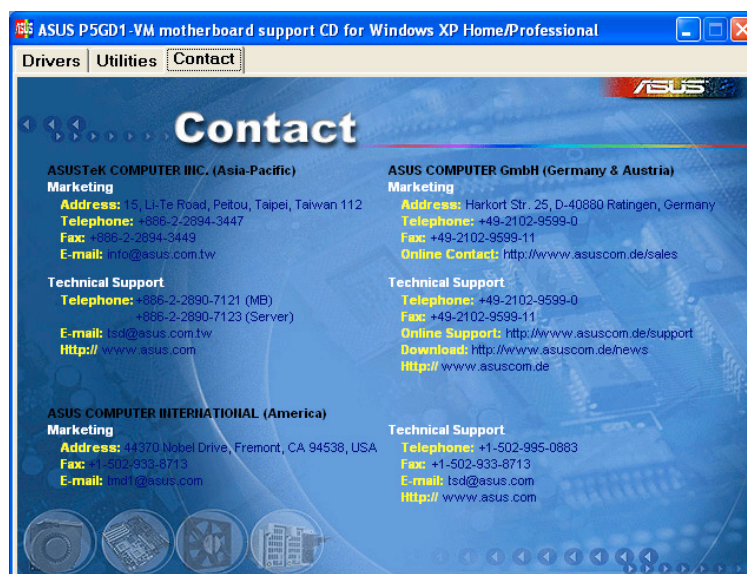 ASUS P5GD1-VM motherboard support CD for Windows XP Home/Professional
Drivers Utilities Contact
ASUS
Contact
ASUSTeK COMPUTER INC. (Asia-Pacific)
Marketing
Address: 15, Li-Te Road, Peitou, Taipei, Taiwan 112
Telephone: +886-2-2894-3447
Fax: +886-2-2894-3449
E-mail: info@asus.com.tw
Technical Support
Telephone: +886-2-2890-7121 (MB)
+886-2-2890-7123 (Server)
E-mail: tsd@asus.com.tw
Http:// www.asus.com
ASUS COMPUTER GmbH (Germany & Austria)
Marketing
Address: Harkort Str. 25, D-40880 Ratingen, Germany
Telephone: +49-2102-9599-0
Fax: +49-2102-9599-11
Online Contact: http://www.asuscom.de/sales
Technical Support
Telephone: +49-2102-9599-0
Fax: +49-2102-9599-11
Online Support: http://www.asuscom.de/support
Download: http://www.asuscom.de/news
Http:// www.asuscom.de
ASUS COMPUTER INTERNATIONAL (America)
Marketing
Address: 44370 Nobel Drive, Fremont, CA 94538, USA
Fax: +1-502-933-8713
E-mail: tmd1@asus.com
Technical Support
Telephone: +1-502-995-0883
Fax: +1-502-933-8713
E-mail: tsd@asus.com
Http:// www.asus.com